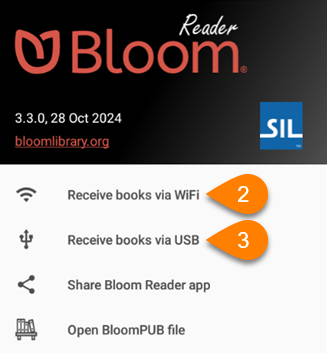 Reader
Bloom®
3.3.0, 28 Oct 2024
bloomlibrary.org
SIL™
Receive books via WiFi 2
Receive books via USB 3
Share Bloom Reader app
Open BloomPUB file